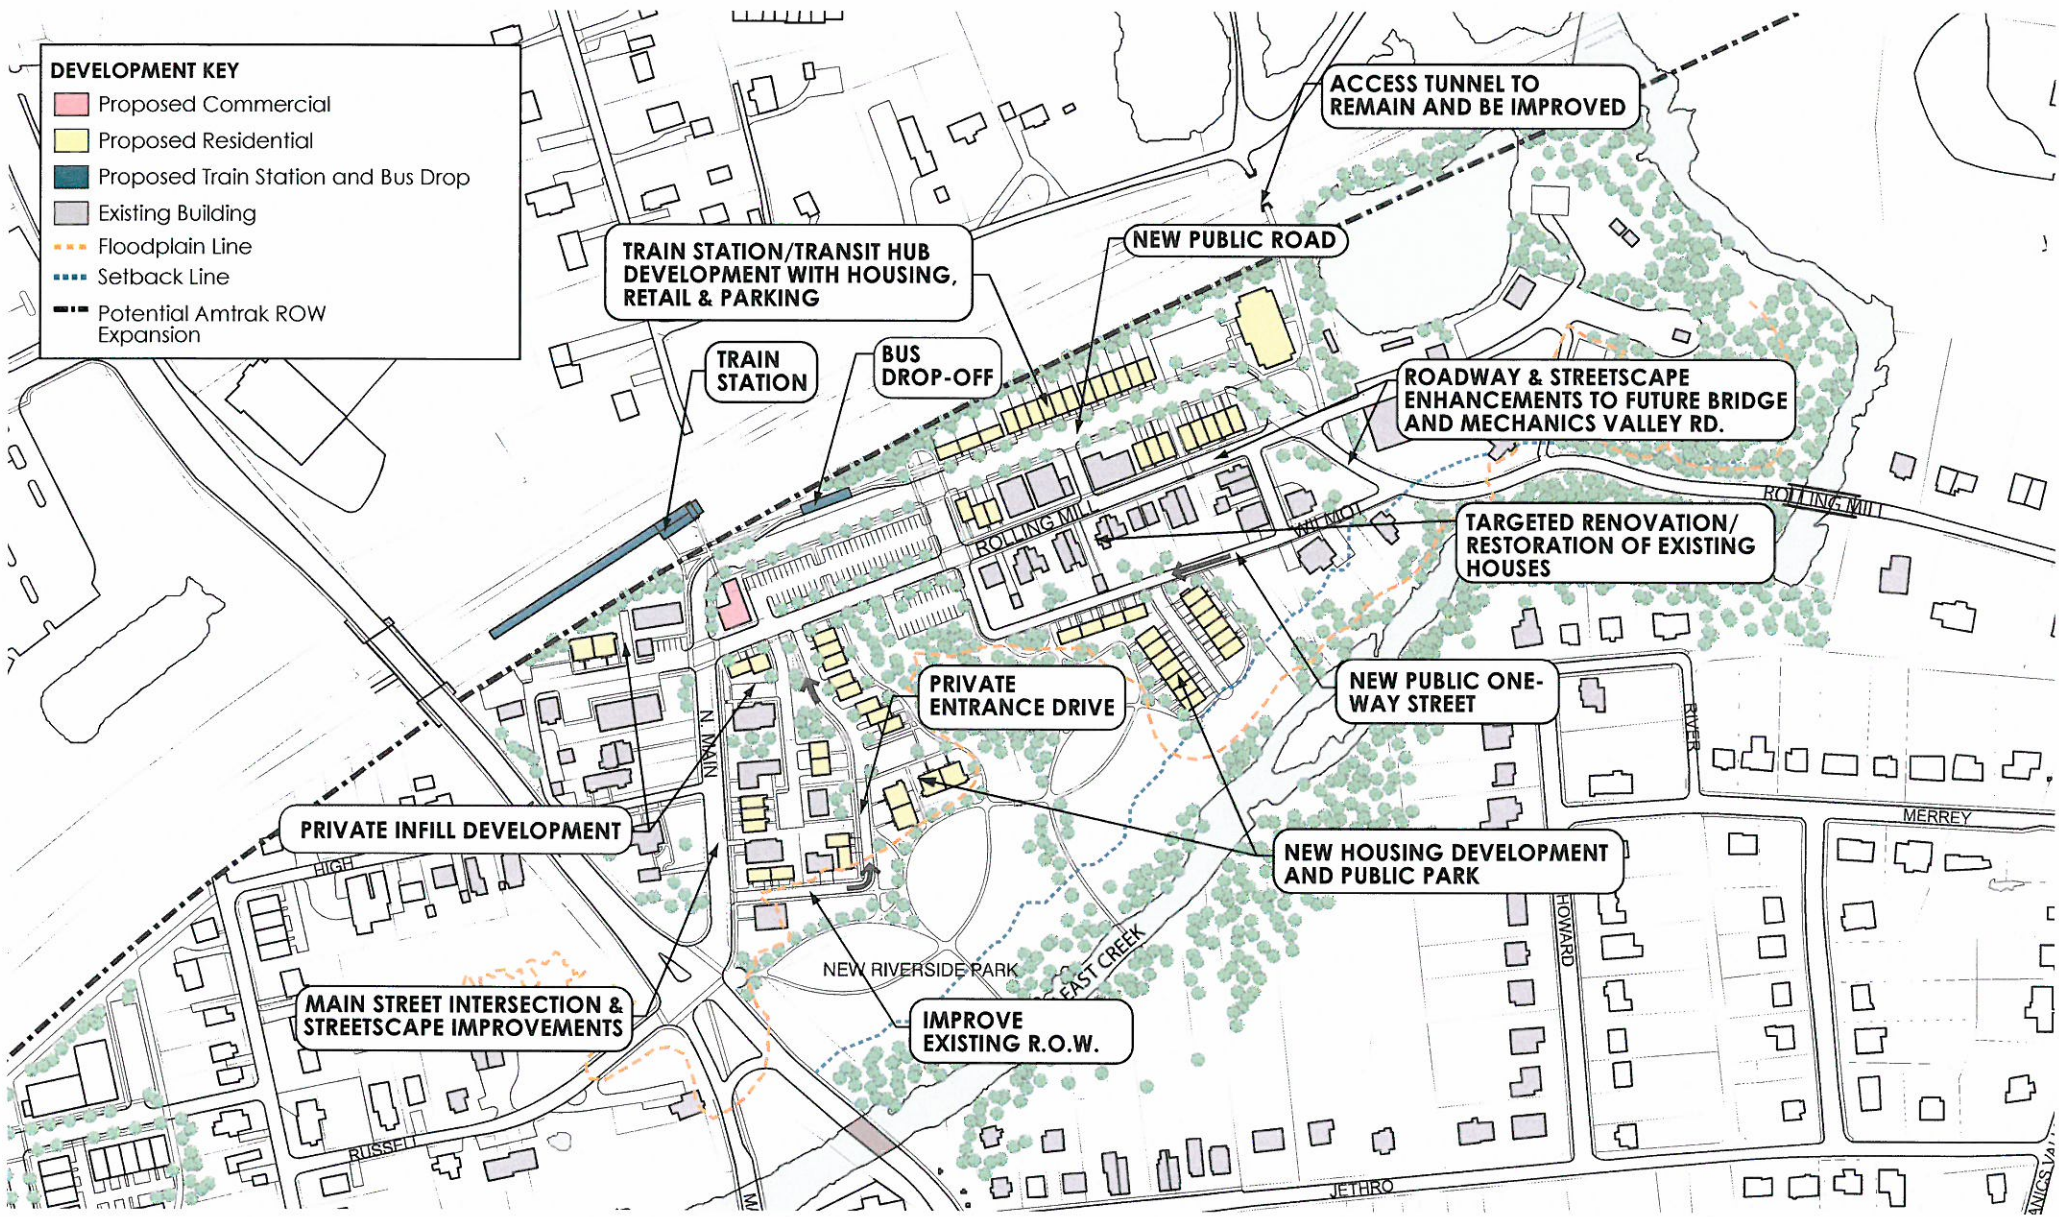 DEVELOPMENT KEY
Proposed Commercial
Proposed Residential
Proposed Train Station and Bus Drop
Existing Building
Floodplain Line
Setback Line
Potential Amtrak ROW
Expansion
ACCESS TUNNEL TO
REMAIN AND BE IMPROVED
TRAIN STATION/TRANSIT HUB
DEVELOPMENT WITH HOUSING,
RETAIL & PARKING
NEW PUBLIC ROAD
TRAIN
STATION
BUS
DROP-OFF
ROADWAY & STREETSCAPE
ENHANCEMENTS TO FUTURE BRIDGE
AND MECHANICS VALLEY RD.
ROLLING MILL
ROLLING MILL
WILMOT
TARGETED RENOVATION/
RESTORATION OF EXISTING
HOUSES
PRIVATE
ENTRANCE DRIVE
NEW PUBLIC ONE-
WAY STREET
RIVER
N. MAIN
PRIVATE INFILL DEVELOPMENT
MERREY
HIGH
NEW HOUSING DEVELOPMENT
AND PUBLIC PARK
HOWARD
NEW RIVERSIDE PARK
EAST CREEK
MAIN STREET INTERSECTION &
STREETSCAPE IMPROVEMENTS
IMPROVE
EXISTING R.O.W.
RUSSELL
JETHRO